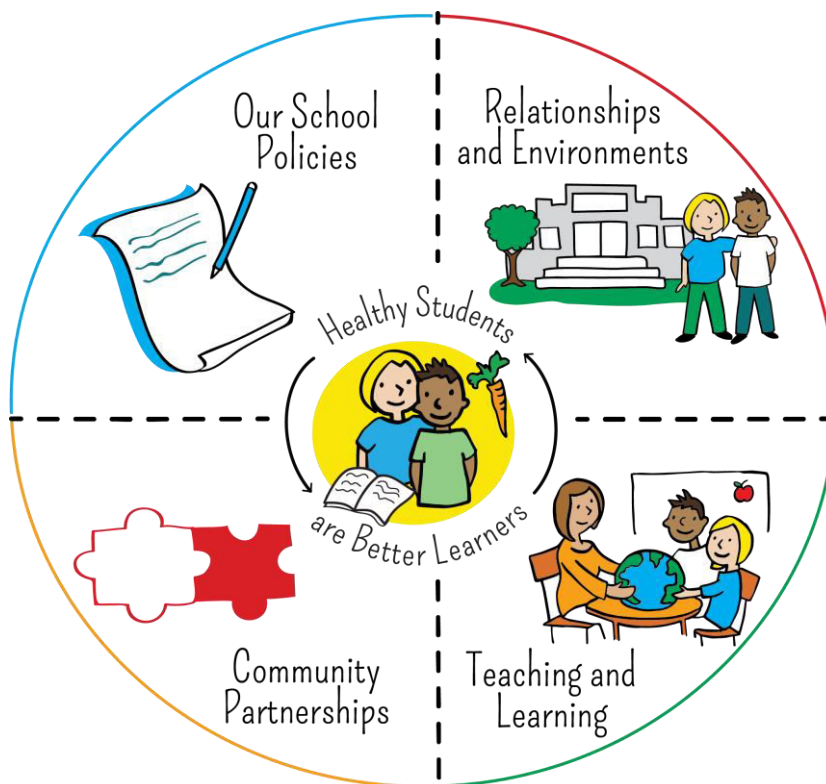 Our School
Policies
Relationships
and Environments
Healthy Students
are Better Learners
Community
Partnerships
Teaching and
Learning